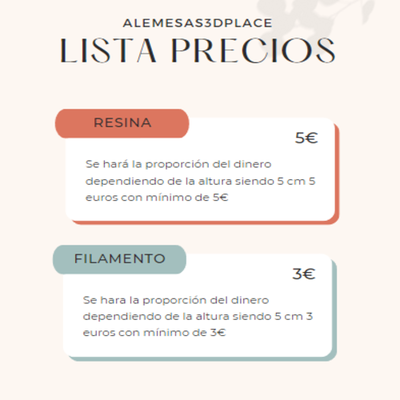 ALEMESAS3DPLACE
LISTA PRECIOS
RESINA
5€
Se hará la proporción del dinero
dependiendo de la altura siendo 5 cm 5
euros con mínimo de 5€
FILAMENTO
3€
Se hara la proporción del dinero
dependiendo de la altura siendo 5 cm 3
euros con mínimo de 3€